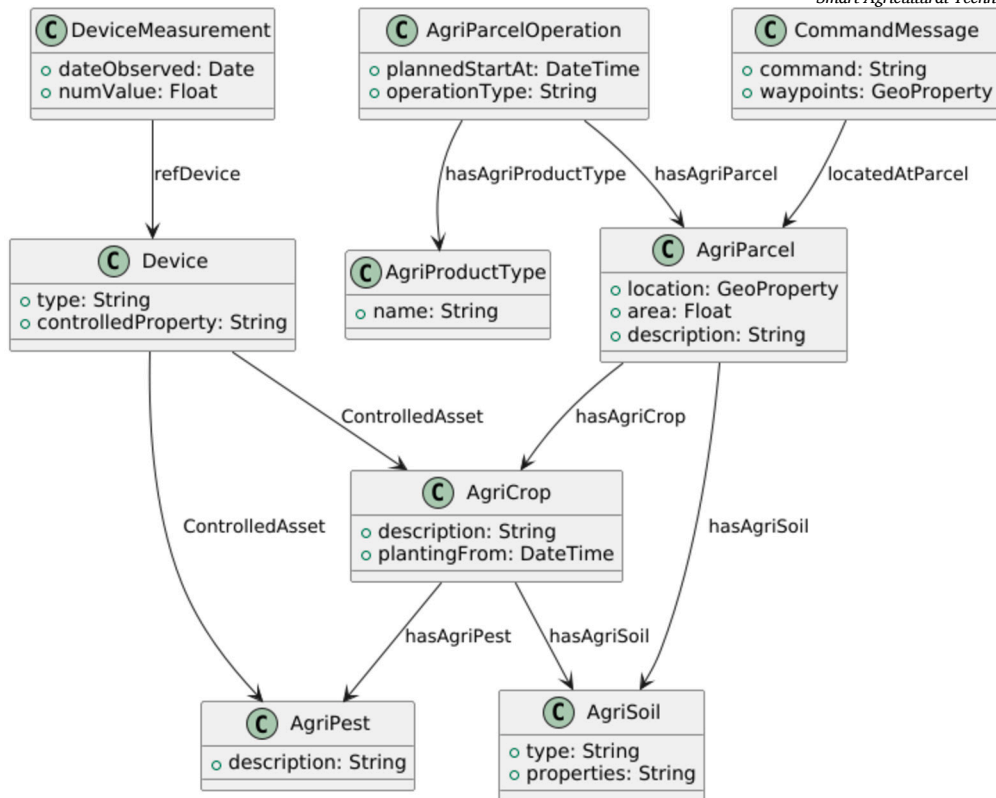 Smart Agricultural Techn
C DeviceMeasurement
dateObserved: Date
numValue: Float
C AgriParcelOperation
plannedStartAt: DateTime
operationType: String
C CommandMessage
command: String
waypoints: GeoProperty
refDevice
hasAgriProductType
hasAgriParcel
locatedAtParcel
C Device
type: String
controlledProperty: String
C AgriProductType
name: String
C AgriParcel
location: GeoProperty
area: Float
description: String
ControlledAsset
hasAgriCrop
C AgriCrop
description: String
plantingFrom: DateTime
ControlledAsset
hasAgriSoil
hasAgriPest
hasAgriSoil
C AgriPest
description: String
C AgriSoil
type: String
properties: String